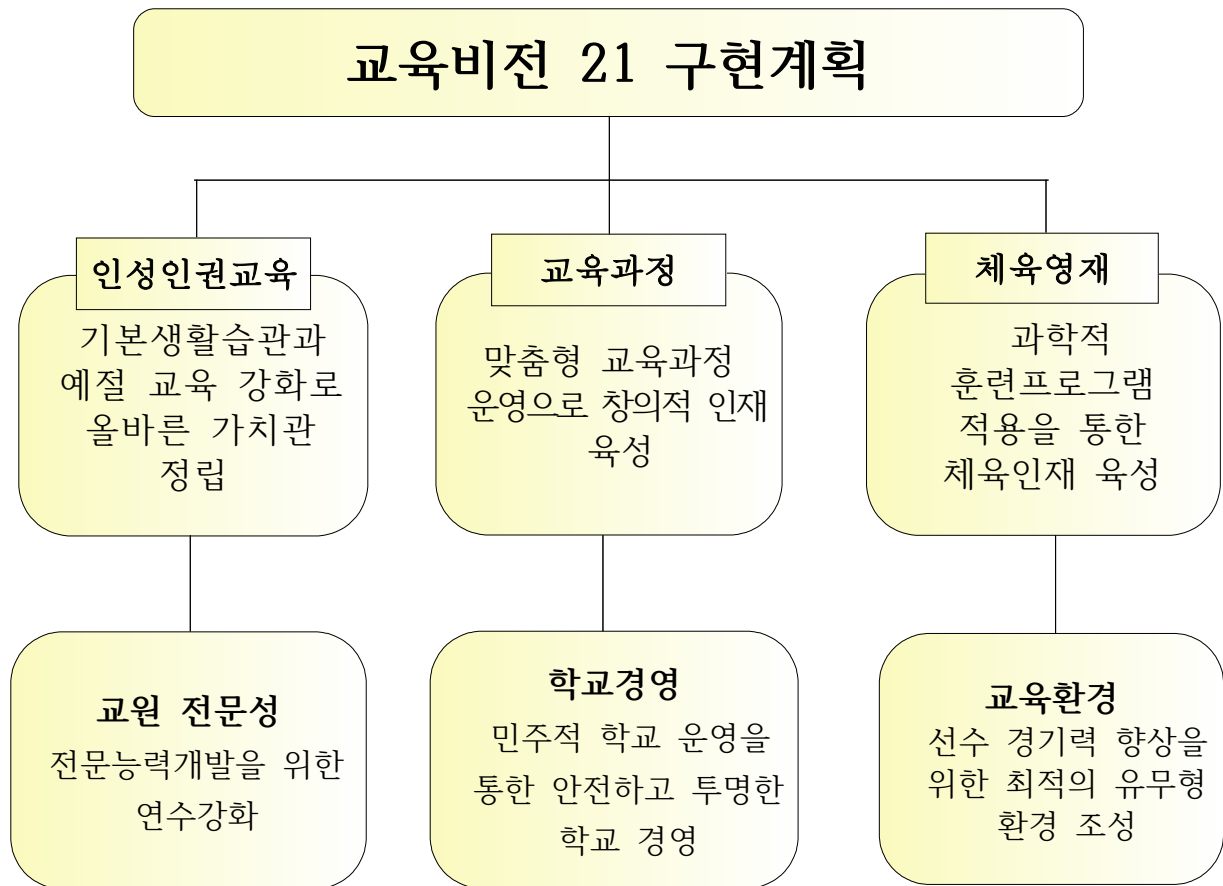 교육비전 21 구현계획
인성인권교육
기본생활습관과
예절 교육 강화로
올바른 가치관
정립
교육과정
맞춤형 교육과정
운영으로 창의적 인재
육성
체육영재
과학적
훈련프로그램
적용을 통한
체육인재 육성
교원 전문성
전문능력개발을 위한
연수강화
학교경영
민주적 학교 운영을
통한 안전하고 투명한
학교 경영
교육환경
선수 경기력 향상을
위한 최적의 유무형
환경 조성